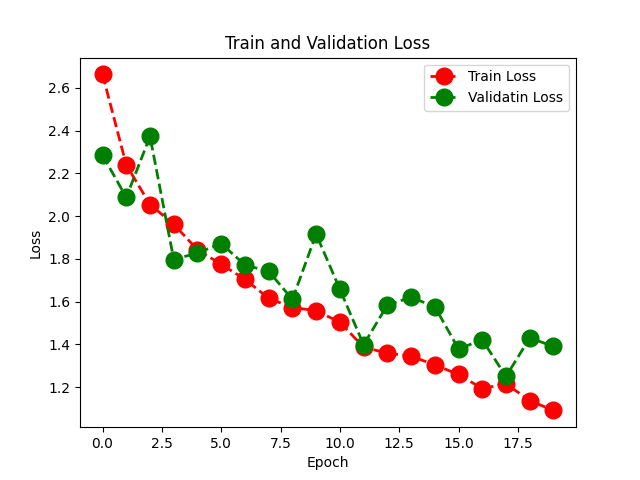 Train and Validation Loss
Train Loss
Validatin Loss
2.6
2.4
2.2
2.0
1.8
1.6
1.4
1.2
Loss
0.0 2.5 5.0 7.5 10.0 12.5 15.0 17.5
Epoch